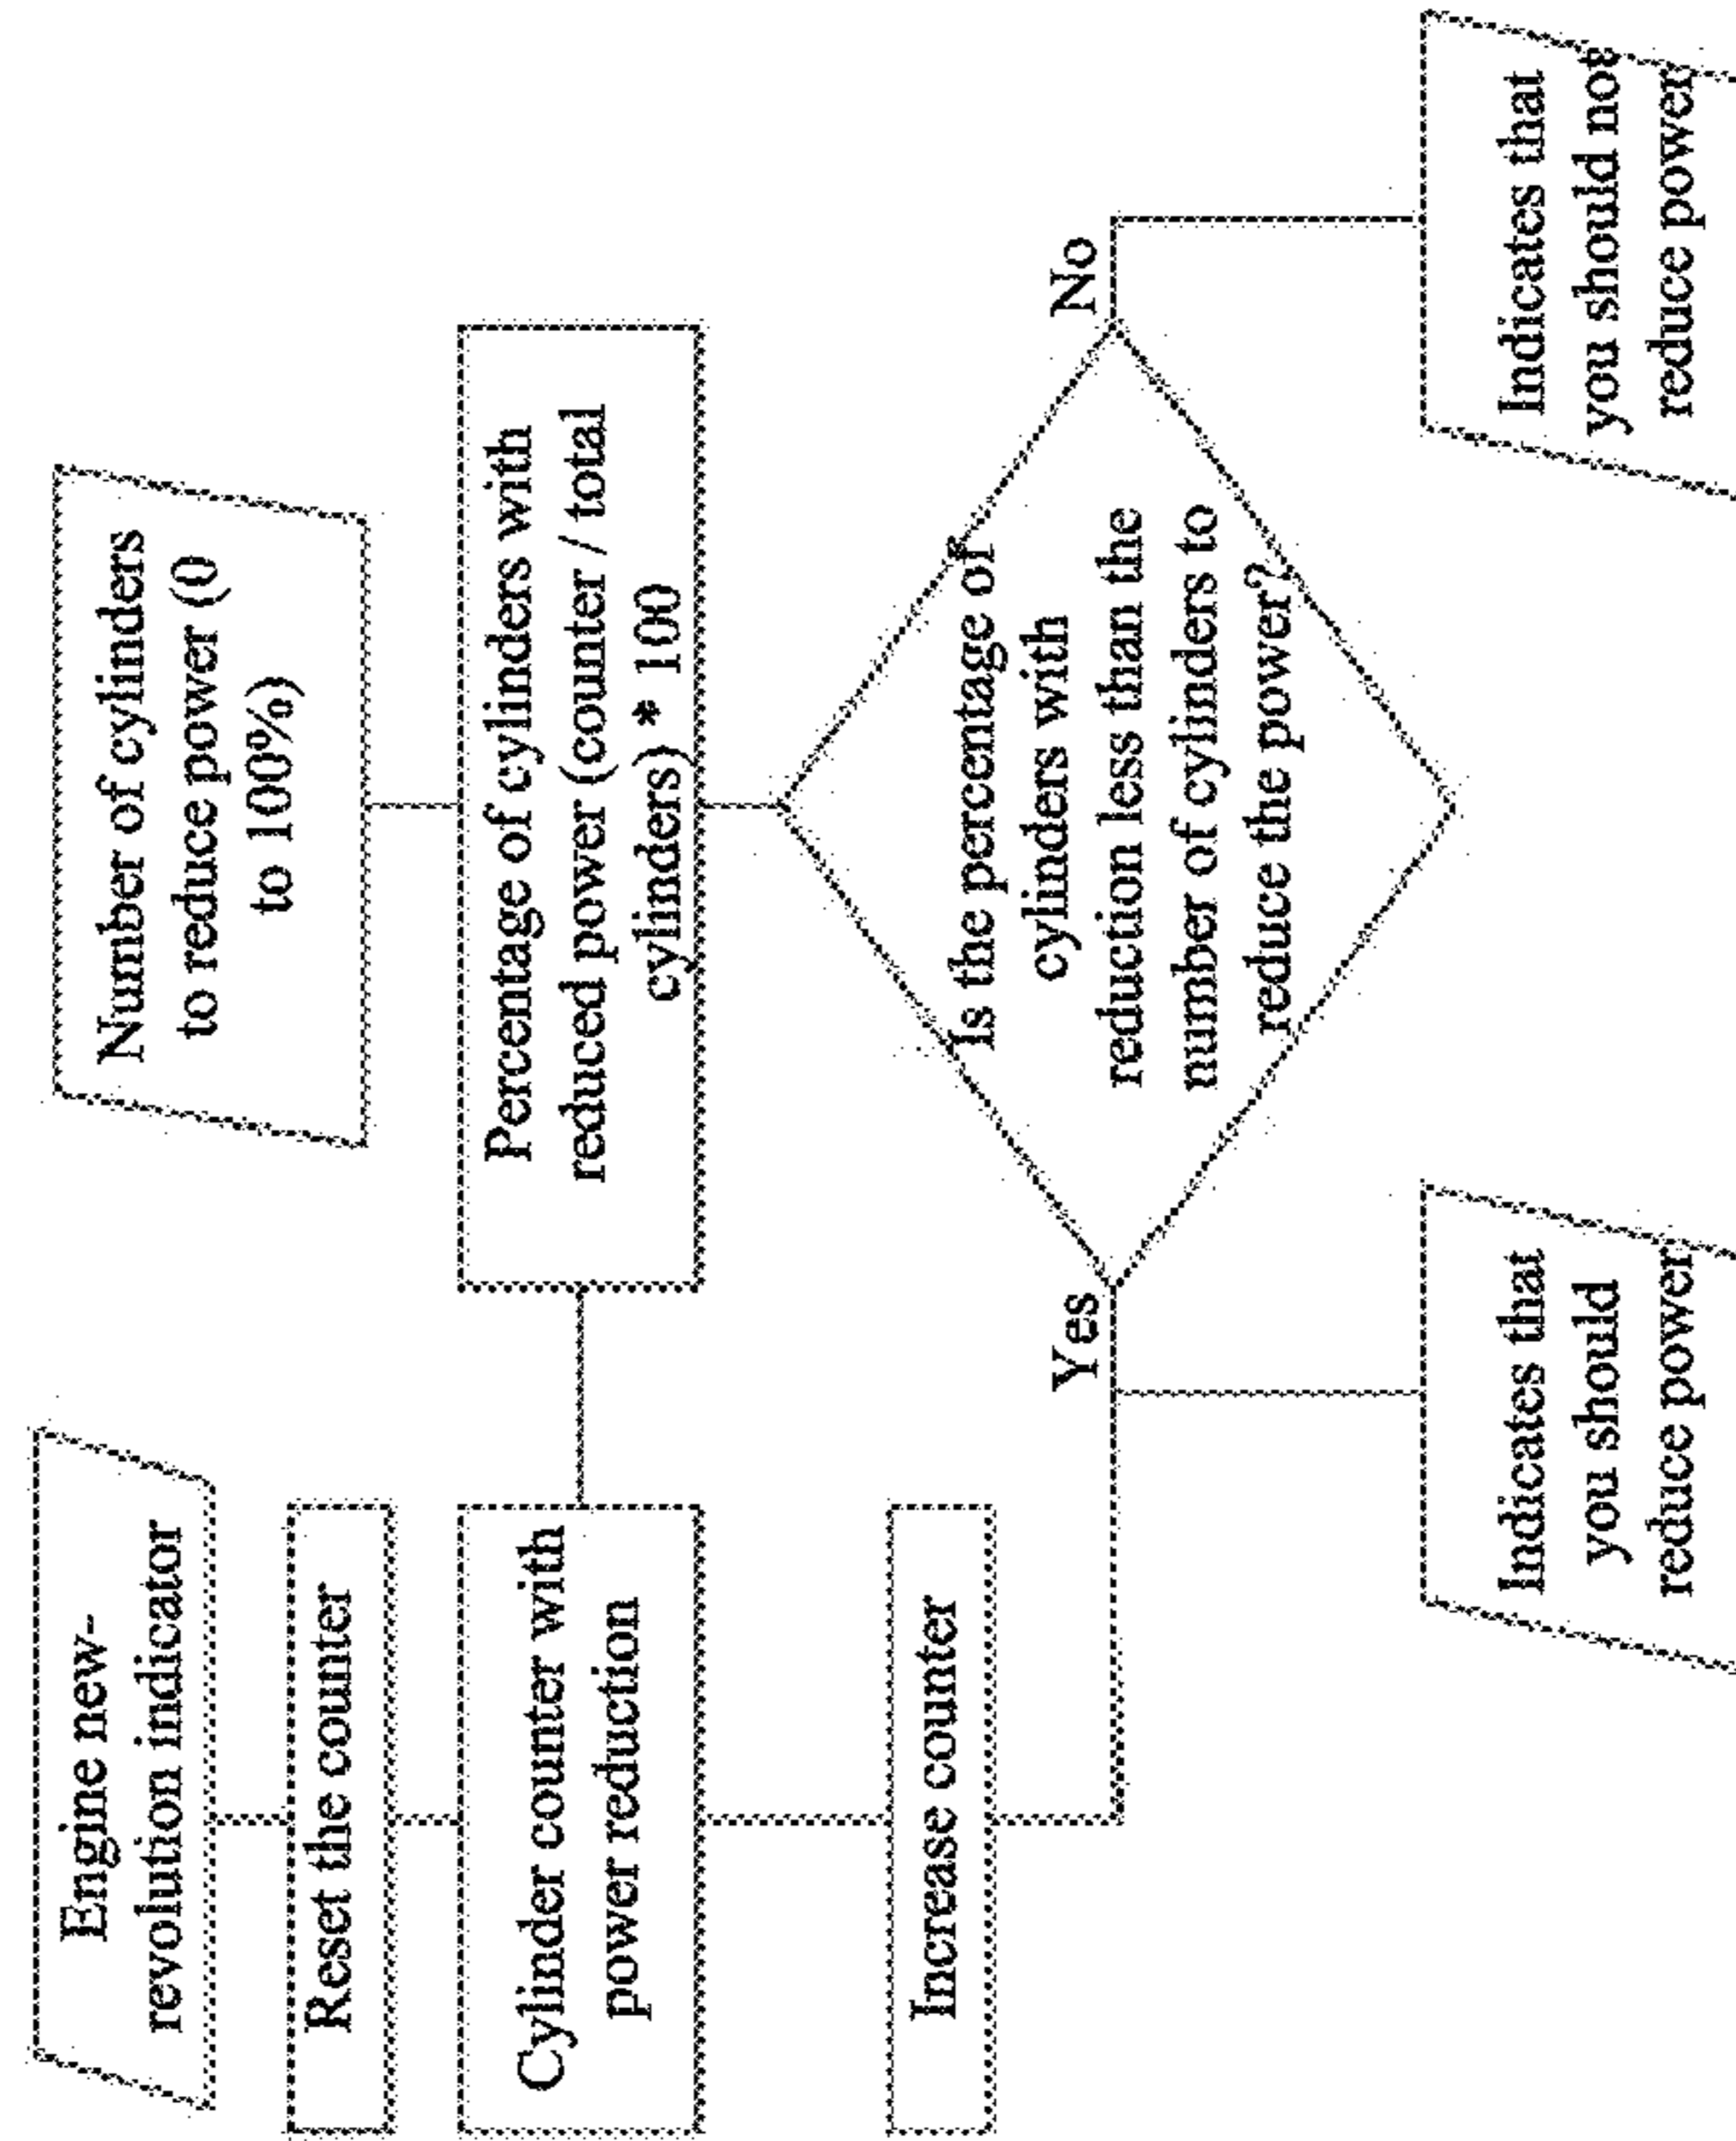 Engine new-
revolution indicator
Reset the counter
Cylinder counter with
power reduction
Increase counter
Number of cylinders
to reduce power (0
to 100%)
Percentage of cylinders with
reduced power (counter / total
cylinders) * 100
Is the percentage of
cylinders with
reduction less than the
number of cylinders to
reduce the power?
Yes
No
Indicates that
you should
reduce power
Indicates that
you should not
reduce power